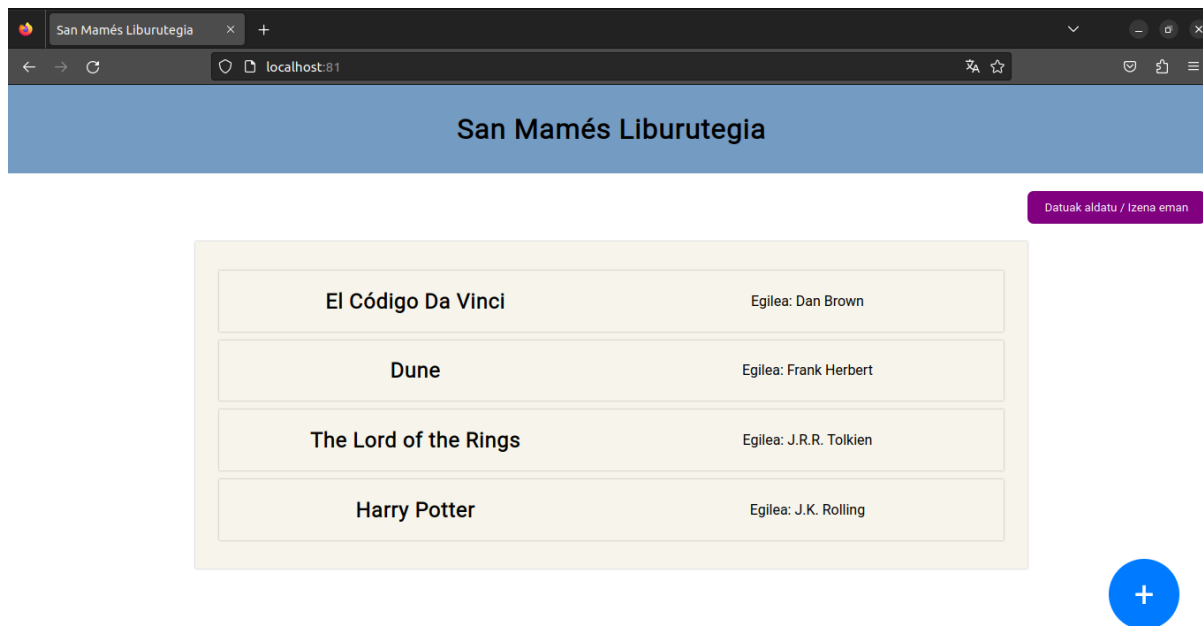 San Mamés Liburutegia
localhost:81
San Mamés Liburutegia
Datuak aldatu / Izena eman
El Código Da Vinci Egilea: Dan Brown
Dune Egilea: Frank Herbert
The Lord of the Rings Egilea: J.R.R. Tolkien
Harry Potter Egilea: J.K. Rolling
+